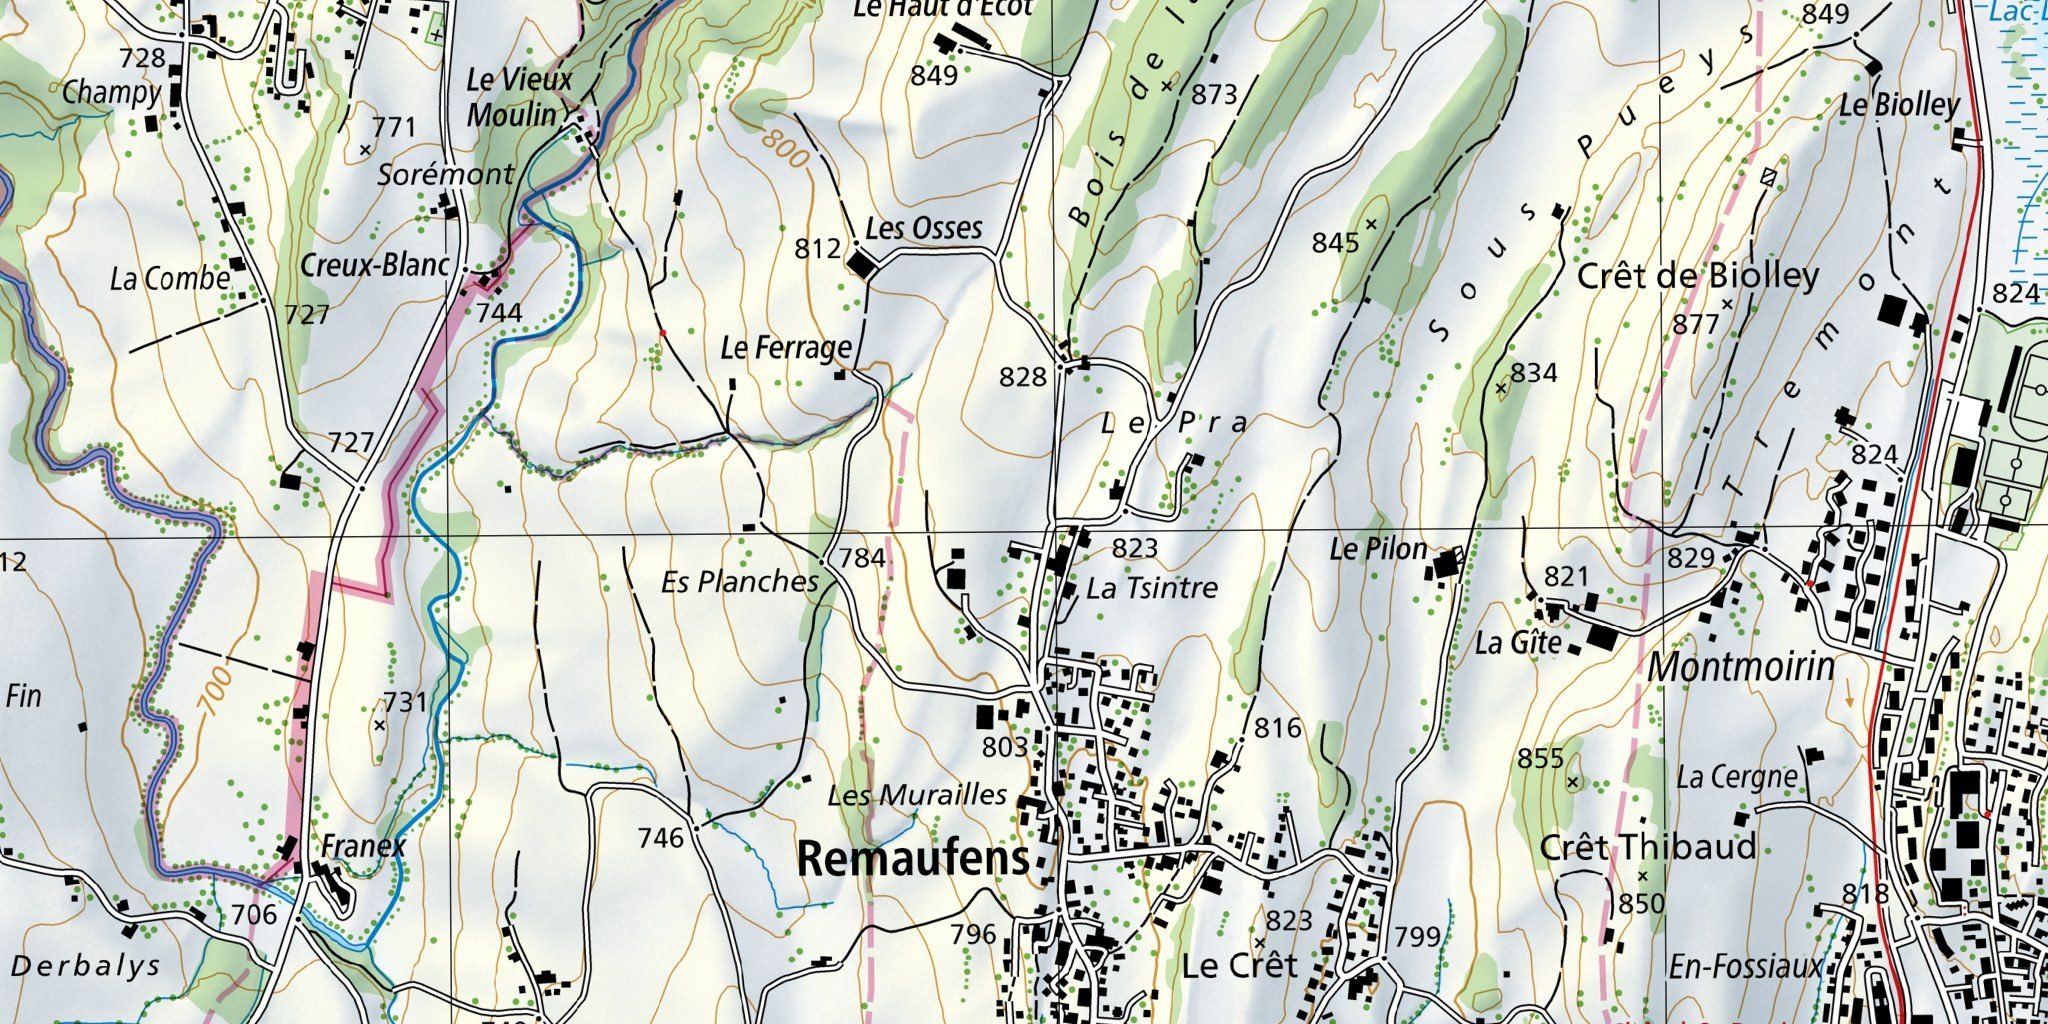 Le Haut d'Ecot
849
Lac-L
728
Champy
Le Vieux
Moulin
849
Bois de la
873
Sous Pueys
Le Biolley
771
800
Sorémont
Les Osses
812
845
Tremont
La Combe
Creux-Blanc
727
744
Crêt de Biolley
877
824
Le Ferrage
828
834
Le Pra
727
824
12
784
823
Le Pilon
829
Es Planches
La Tsintre
821
La Gîte
Montmoirin
Fin
700
731
803
816
855
La Cergne
Les Murailles
746
Franex
Remaufens
Crêt Thibaud
706
796
823
799
850
818
Derbalys
Le Crêt
En-Fossiaux